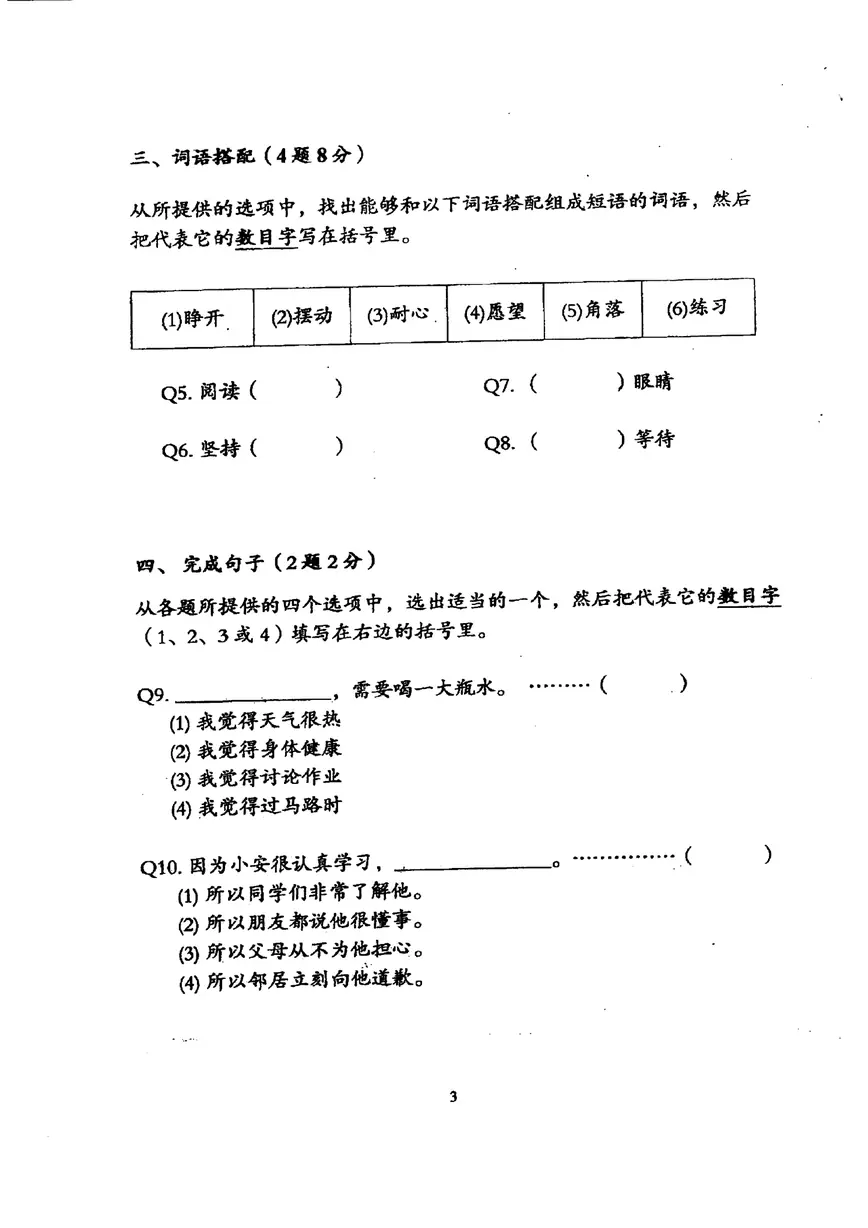 三、词语搭配（4题8分）
从所提供的选项中，找出能够和以下词语搭配组成短语的词语，然后
把代表它的数目字写在括号里。
(1)睁开 (2)摆动 (3)耐心 (4)愿望 (5)角落 (6)练习
Q5. 阅读（ ） Q7.（ ）眼睛
Q6. 坚持（ ） Q8.（ ）等待
四、完成句子（2题2分）
从各题所提供的四个选项中，选出适当的一个，然后把代表它的数目字
（1、2、3或4）填写在右边的括号里。
Q9. ______________，需要喝一大瓶水。 ………（ ）
(1) 我觉得天气很热
(2) 我觉得身体健康
(3) 我觉得讨论作业
(4) 我觉得过马路时
Q10. 因为小安很认真学习，______________。……………（ ）
(1) 所以同学们非常了解他。
(2) 所以朋友都说他很懂事。
(3) 所以父母从不为他担心。
(4) 所以邻居立刻向他道歉。
3